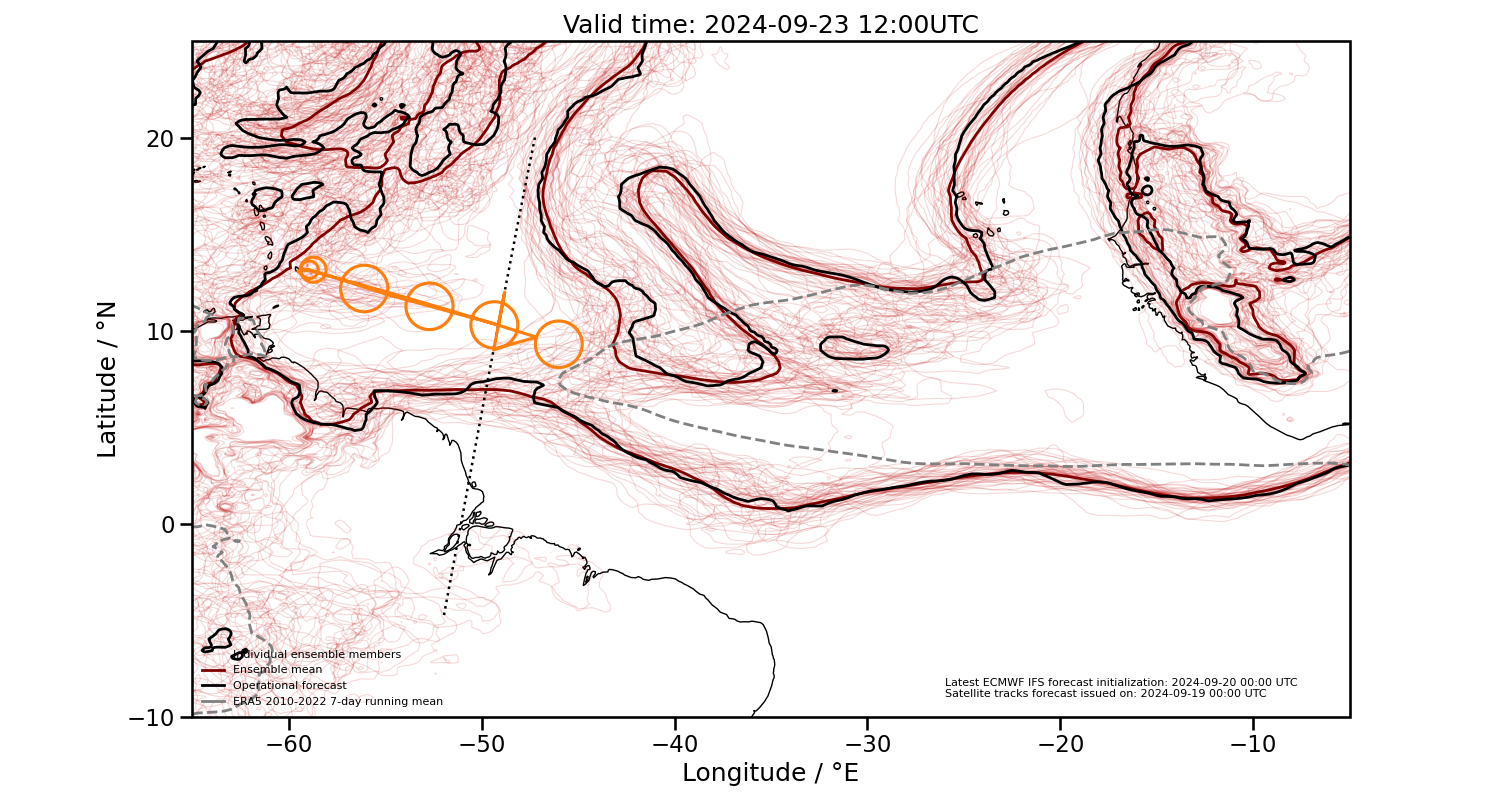 Valid time: 2024-09-23 12:00UTC
20
10
0
−10
Latitude / °N
Individual ensemble members
Ensemble mean
Operational forecast
ERA5 2010-2022 7-day running mean
Latest ECMWF IFS forecast initialization: 2024-09-20 00:00 UTC
Satellite tracks forecast issued on: 2024-09-19 00:00 UTC
−60
−50
−40
−30
−20
−10
Longitude / °E